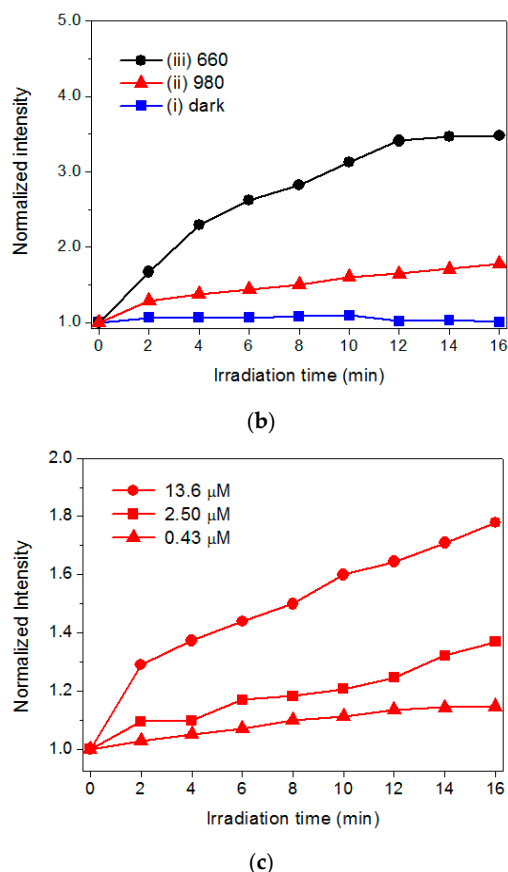 5.0
4.0
3.0
2.0
1.0
Normalized intensity
(iii) 660
(ii) 980
(i) dark
0 2 4 6 8 10 12 14 16
Irradiation time (min)
(b)
2.0
1.8
1.6
1.4
1.2
1.0
Normalized Intensity
13.6 μM
2.50 μM
0.43 μM
0 2 4 6 8 10 12 14 16
Irradiation time (min)
(c)